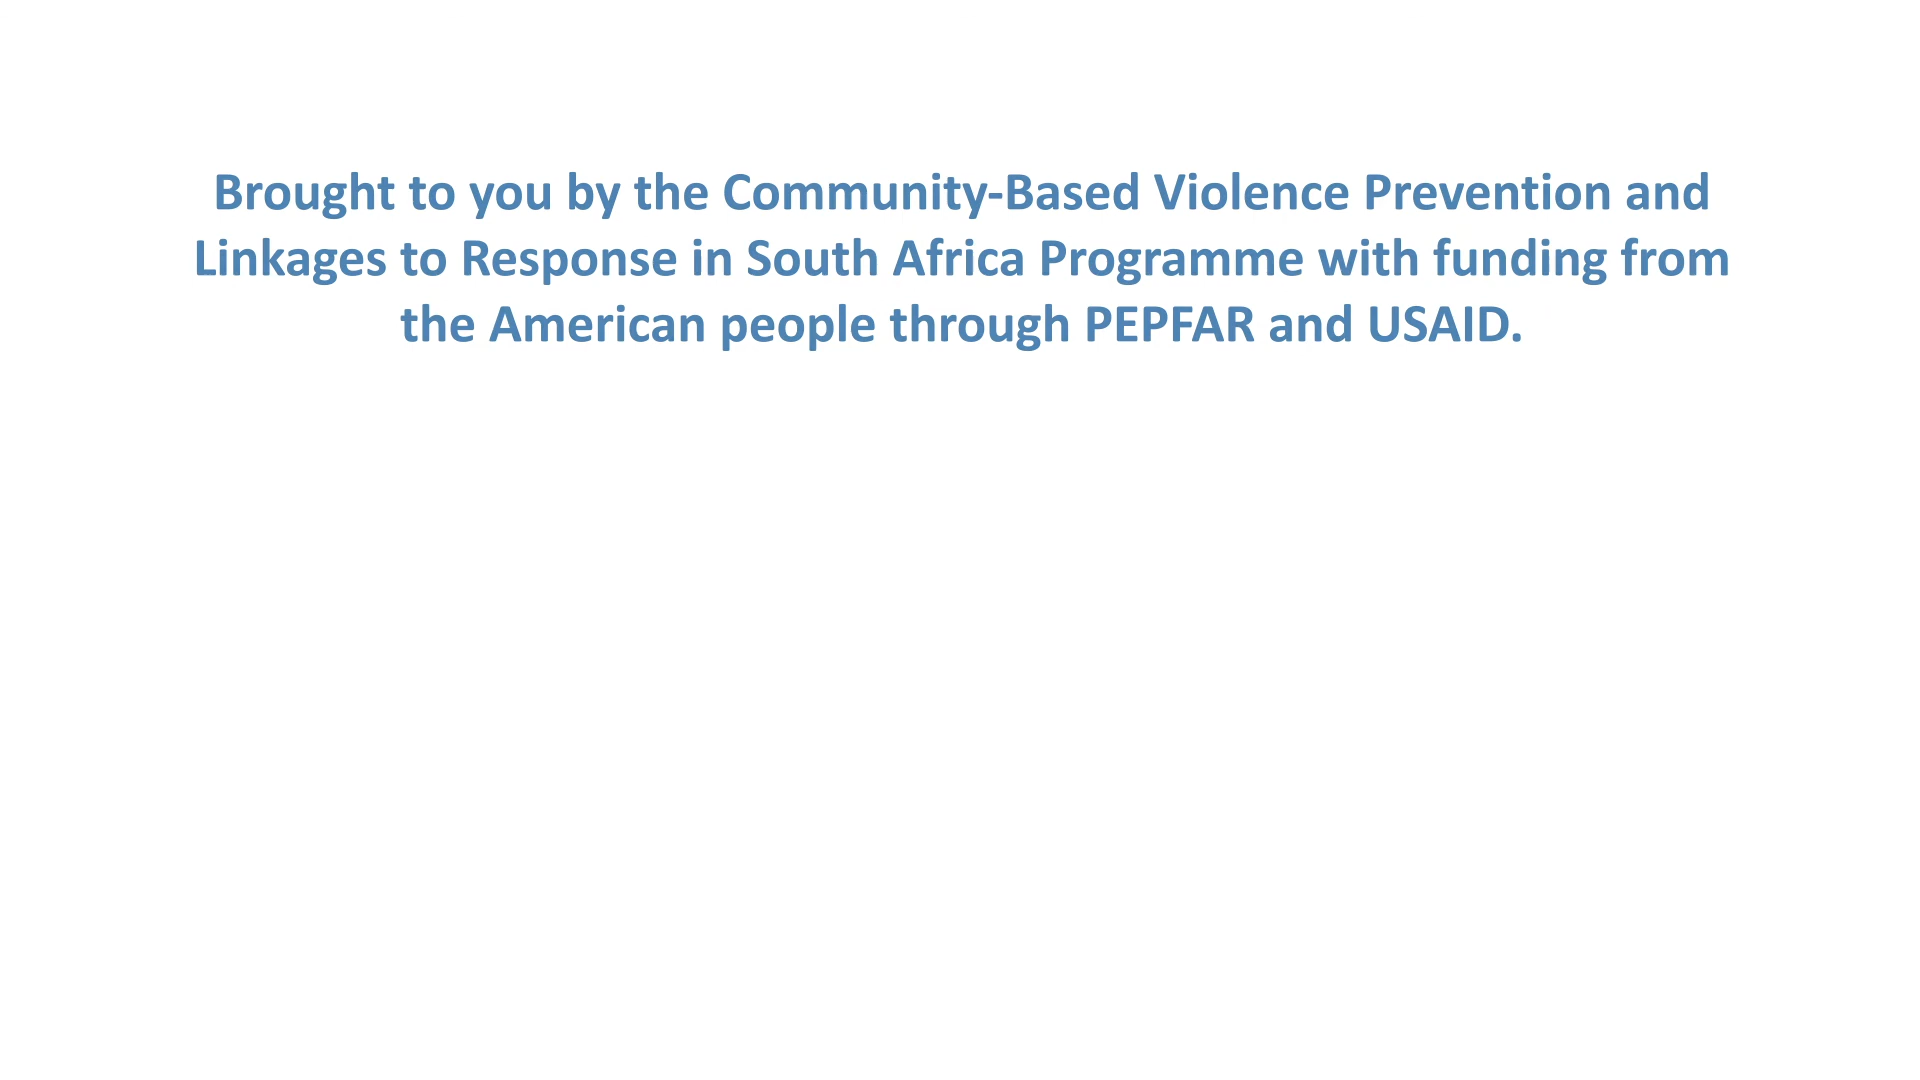 Brought to you by the Community-Based Violence Prevention and
Linkages to Response in South Africa Programme with funding from
the American people through PEPFAR and USAID.